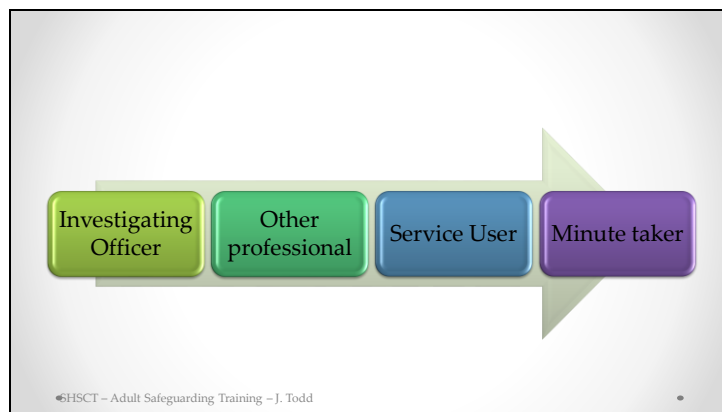 Investigating
Officer
Other
professional
Service User
Minute taker
SHSCT – Adult Safeguarding Training – J. Todd